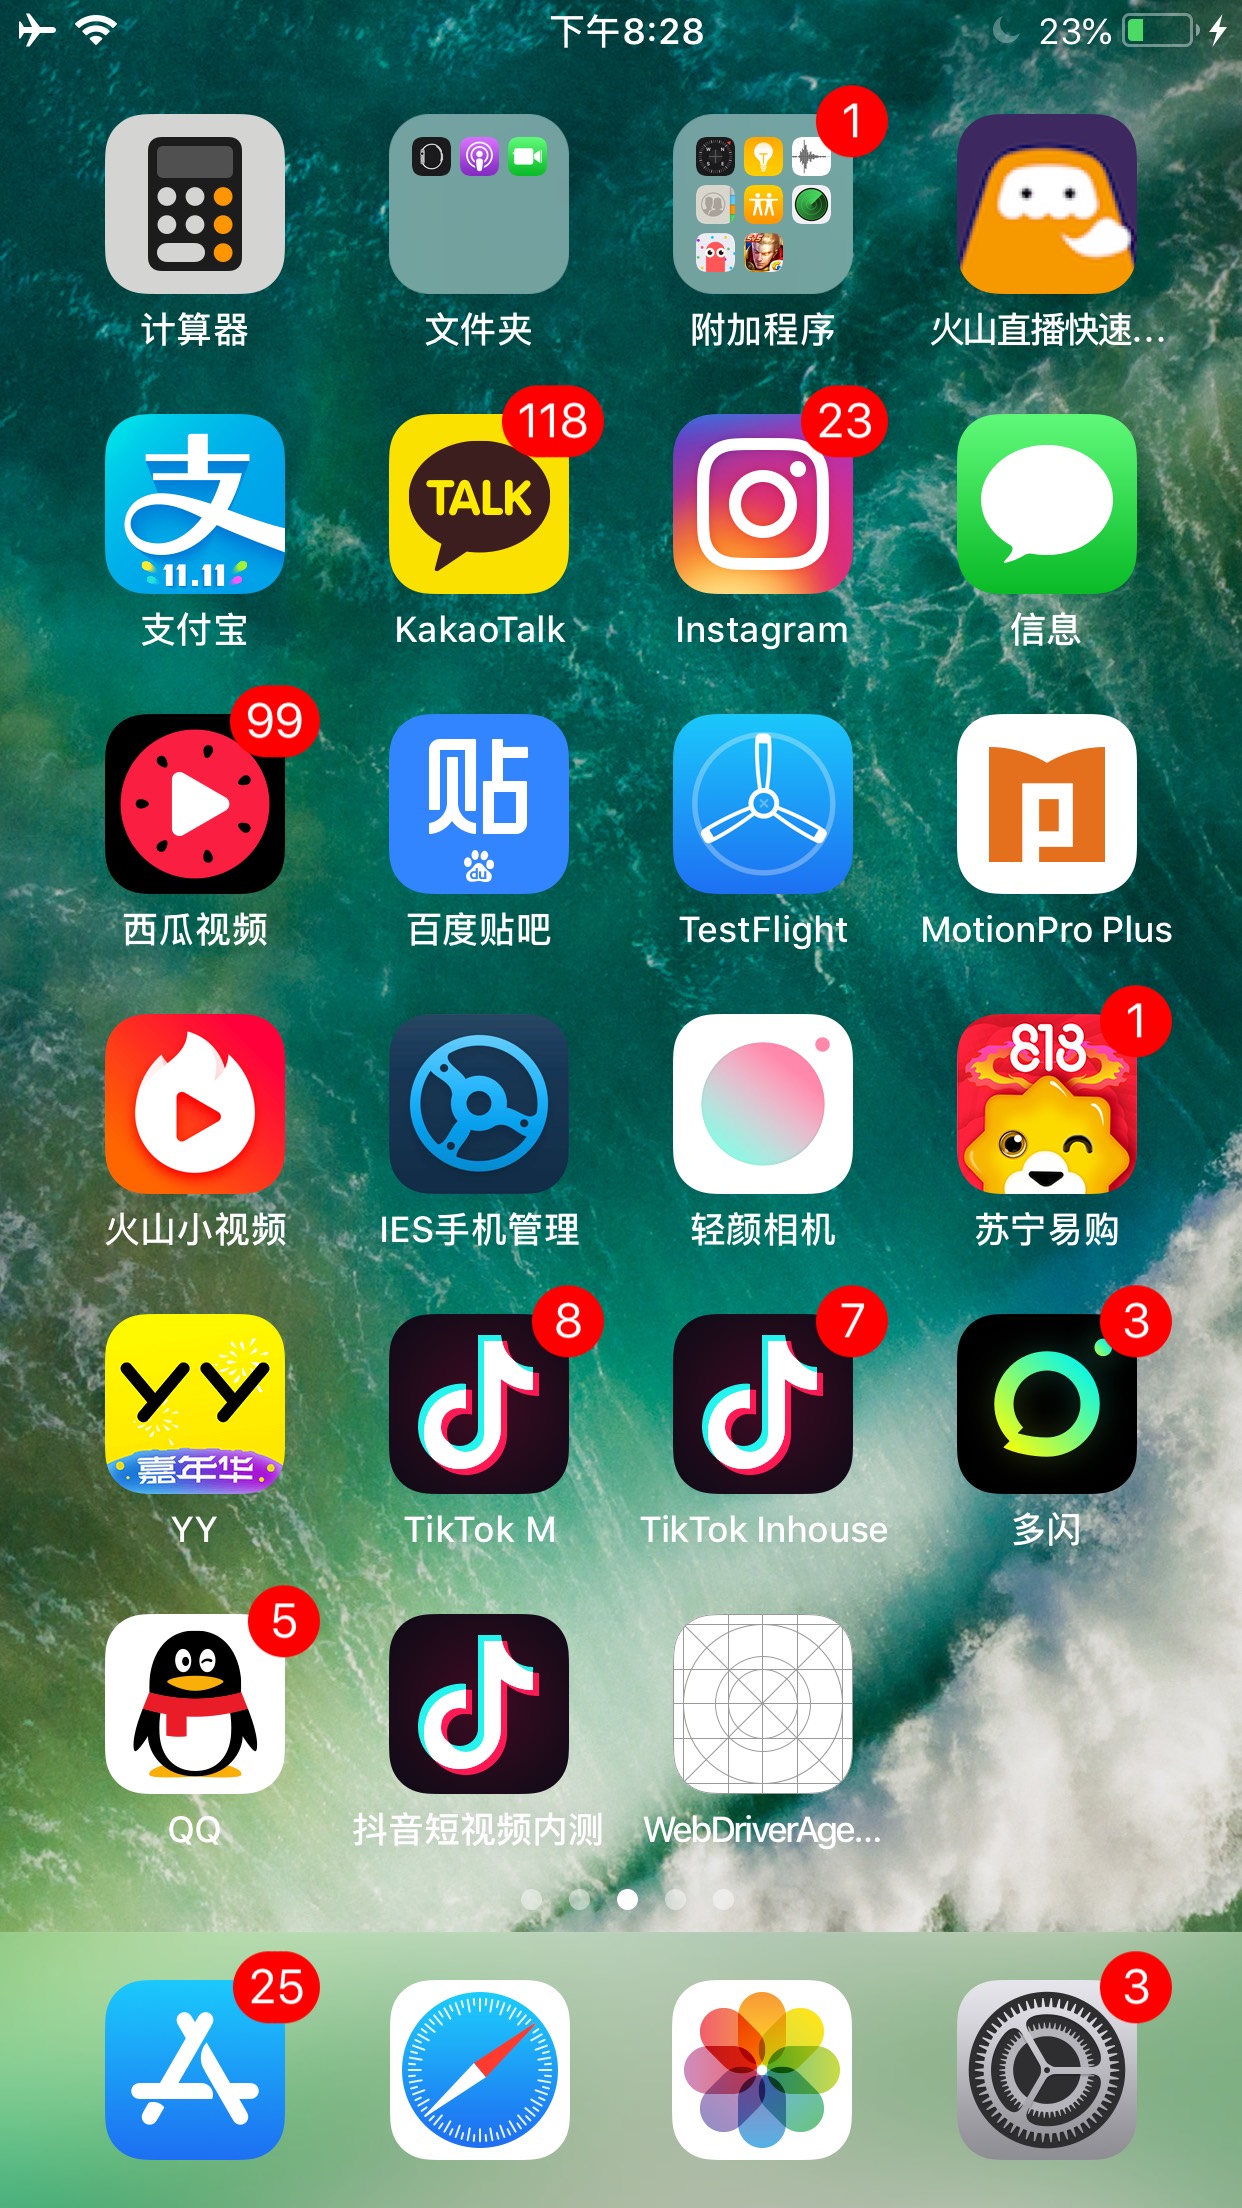 下午8:28
23%
1
计算器
文件夹
附加程序
火山直播快速...
118
23
支
11.11
TALK
支付宝
KakaoTalk
Instagram
信息
99
贴
du
西瓜视频
百度贴吧
TestFlight
MotionPro Plus
1
818
火山小视频
IES手机管理
轻颜相机
苏宁易购
8
7
3
YY
嘉年华
YY
TikTok M
TikTok Inhouse
多闪
5
QQ
抖音短视频内测
WebDriverAge...
25
3